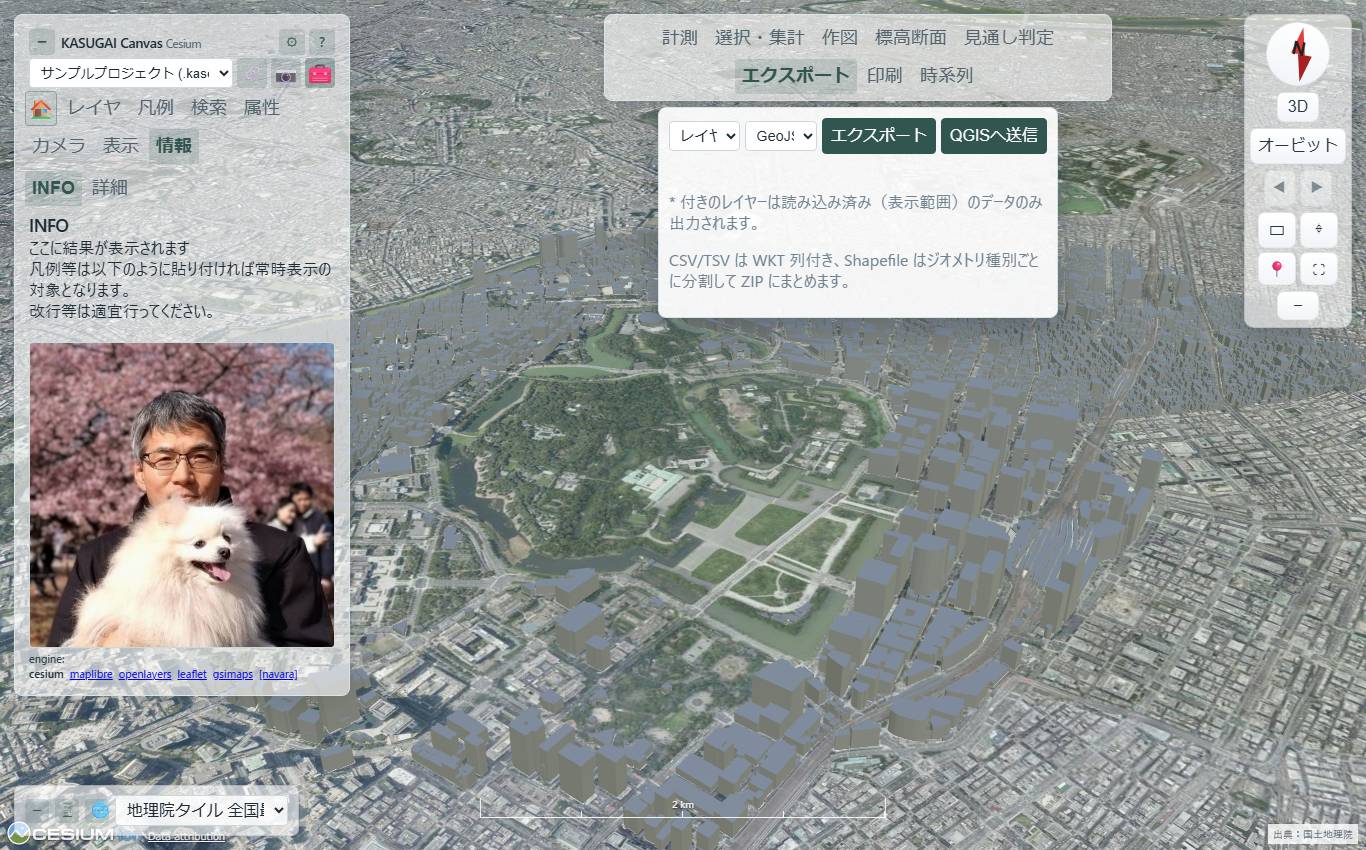 KASUGAI Canvas Cesium
?
サンプルプロジェクト (.kas
レイヤ 凡例 検索 属性
カメラ 表示 情報
INFO 詳細
INFO
ここに結果が表示されます
凡例等は以下のように貼り付ければ常時表示の
対象となります。
改行等は適宜行ってください。
engine:
cesium maplibre openlayers leaflet gsimaps [navara]
地理院タイル 全国
CESIUM
Data attribution
計測 選択・集計 作図 標高断面 見通し判定
エクスポート 印刷 時系列
レイヤ GeoJS エクスポート QGISへ送信
* 付きのレイヤーは読み込み済み（表示範囲）のデータのみ
出力されます。
CSV/TSV は WKT 列付き、Shapefile はジオメトリ種別ごと
に分割して ZIP にまとめます。
2 km
N
3D
オービット
出典：国土地理院